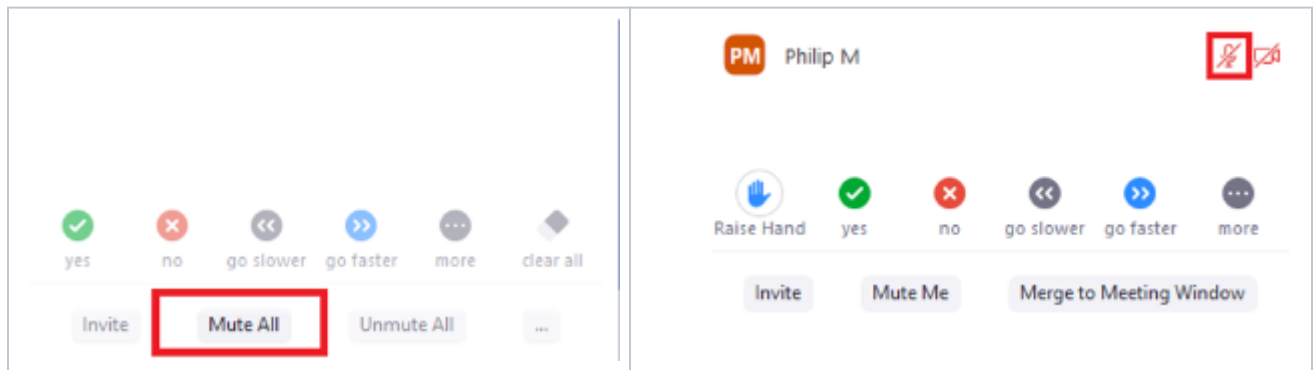 yes no go slower go faster more clear all
Invite Mute All Unmute All ...
PM Philip M
Raise Hand yes no go slower go faster more
Invite Mute Me Merge to Meeting Window